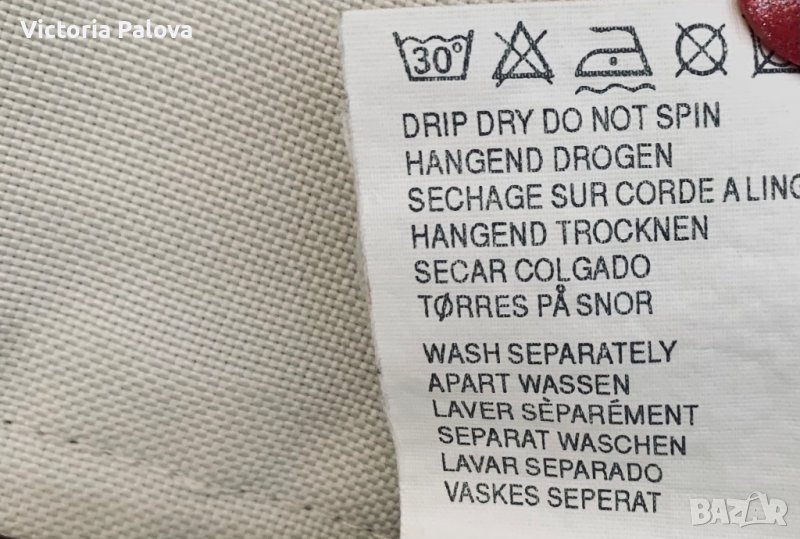 Victoria Palova
30°
DRIP DRY DO NOT SPIN
HANGEND DROGEN
SECHAGE SUR CORDE A LING
HANGEND TROCKNEN
SECAR COLGADO
TØRRES PÅ SNOR
WASH SEPARATELY
APART WASSEN
LAVER SÈPARÉMENT
SEPARAT WASCHEN
LAVAR SEPARADO
VASKES SEPERAT
BAZAR